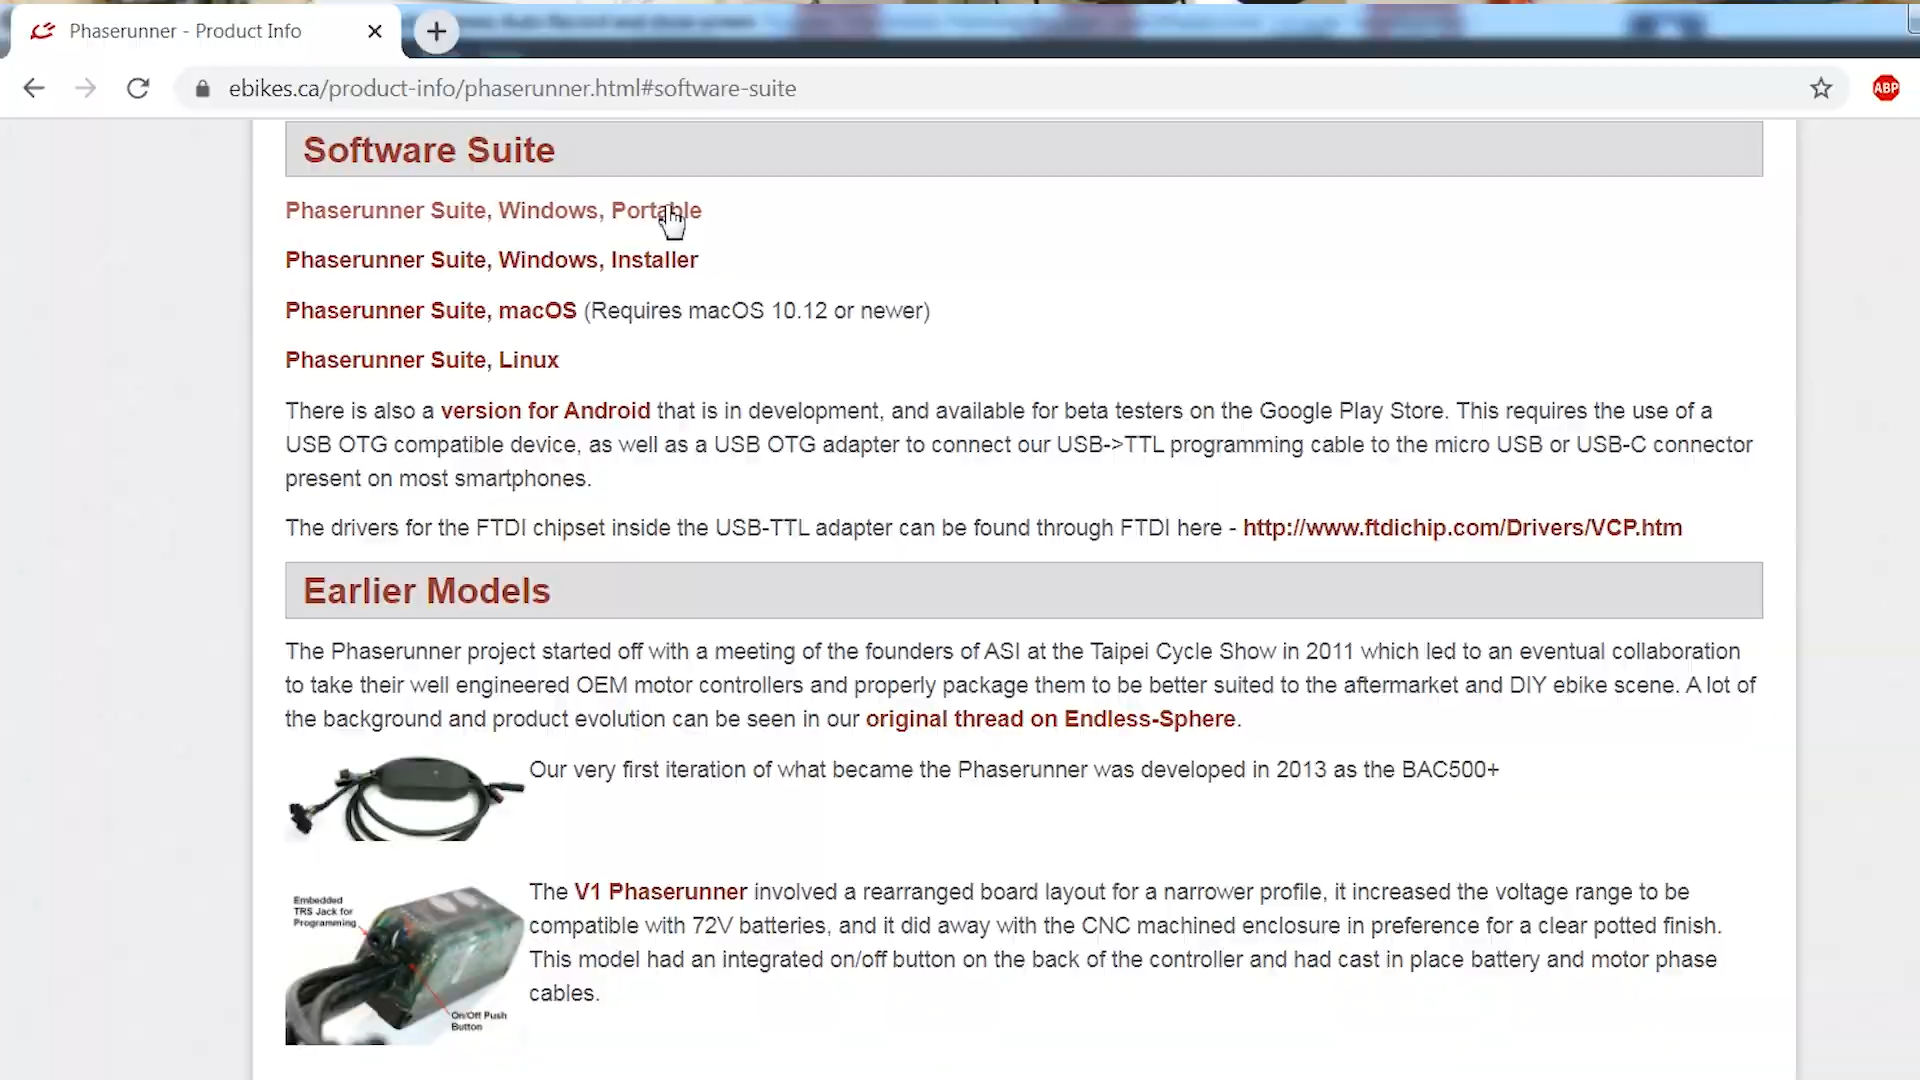 Phaserunner - Product Info
ebikes.ca/product-info/phaserunner.html#software-suite
ABP
Software Suite
Phaserunner Suite, Windows, Portable
Phaserunner Suite, Windows, Installer
Phaserunner Suite, macOS (Requires macOS 10.12 or newer)
Phaserunner Suite, Linux
There is also a version for Android that is in development, and available for beta testers on the Google Play Store. This requires the use of a
USB OTG compatible device, as well as a USB OTG adapter to connect our USB->TTL programming cable to the micro USB or USB-C connector
present on most smartphones.
The drivers for the FTDI chipset inside the USB-TTL adapter can be found through FTDI here - http://www.ftdichip.com/Drivers/VCP.htm
Earlier Models
The Phaserunner project started off with a meeting of the founders of ASI at the Taipei Cycle Show in 2011 which led to an eventual collaboration
to take their well engineered OEM motor controllers and properly package them to be better suited to the aftermarket and DIY ebike scene. A lot of
the background and product evolution can be seen in our original thread on Endless-Sphere.
Our very first iteration of what became the Phaserunner was developed in 2013 as the BAC500+
Embedded
TRS Jack for
Programming
The V1 Phaserunner involved a rearranged board layout for a narrower profile, it increased the voltage range to be
compatible with 72V batteries, and it did away with the CNC machined enclosure in preference for a clear potted finish.
This model had an integrated on/off button on the back of the controller and had cast in place battery and motor phase
cables.
On/Off Push
Button